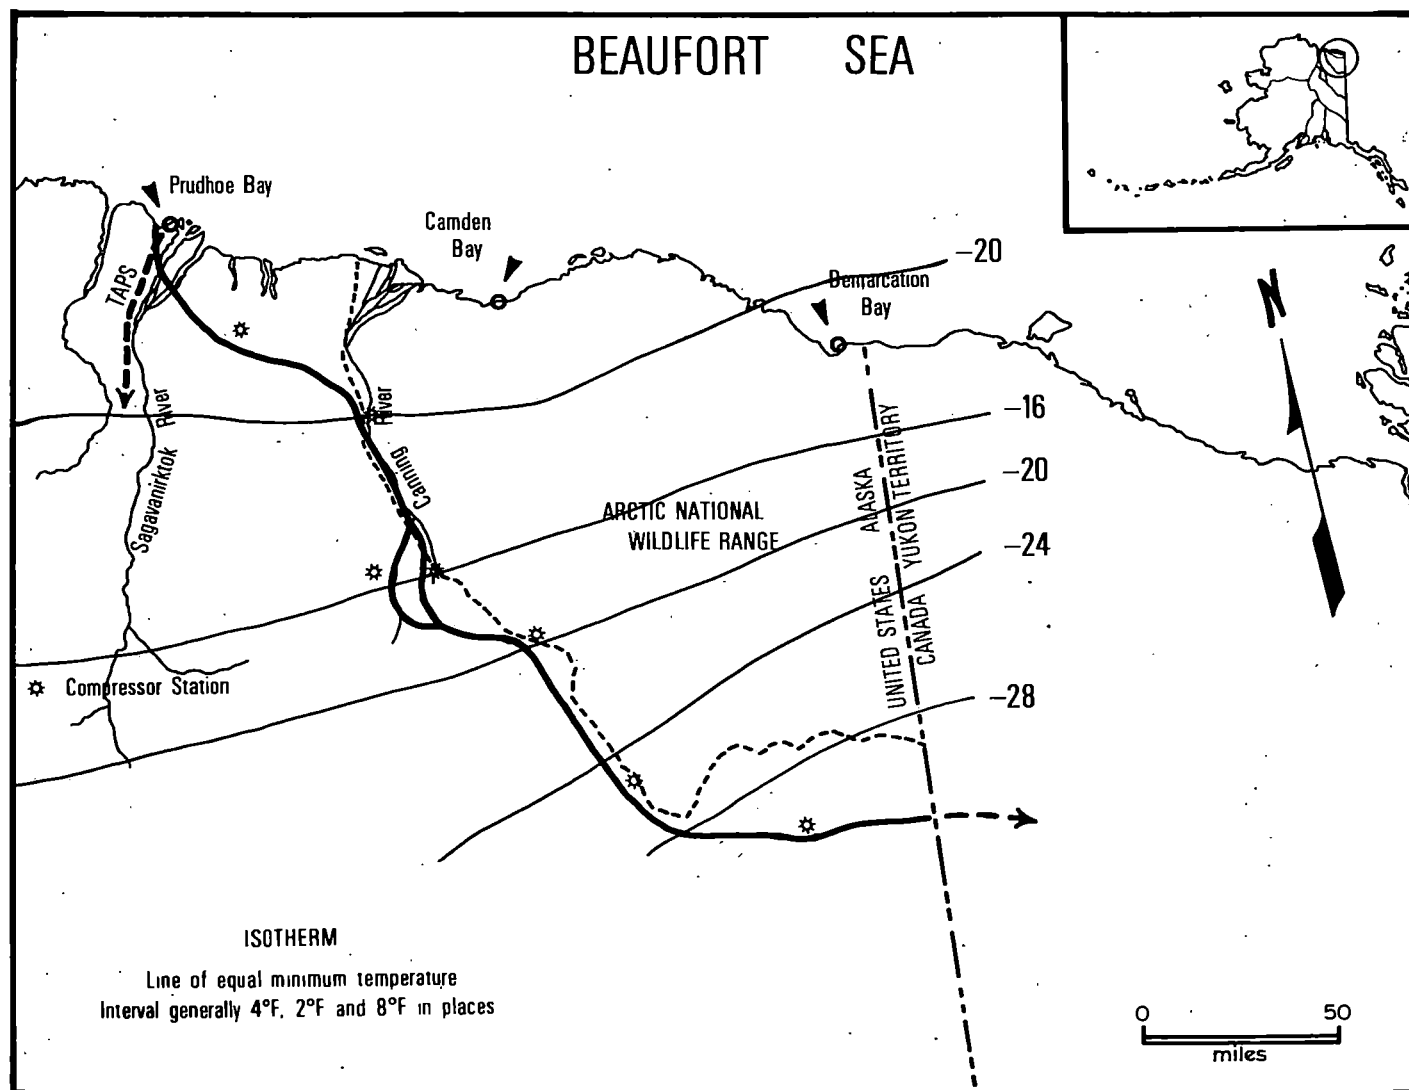 BEAUFORT SEA
Prudhoe Bay
Camden
Bay
-20
Demarcation
Bay
N
TAPS
River
Sagavanirktok
River
Canning
-16
-20
-24
-28
ARCTIC NATIONAL
WILDLIFE RANGE
UNITED STATES ALASKA
CANADA YUKON TERRITORY
Compressor Station
ISOTHERM
Line of equal minimum temperature
Interval generally 4°F, 2°F and 8°F in places
0 50
miles